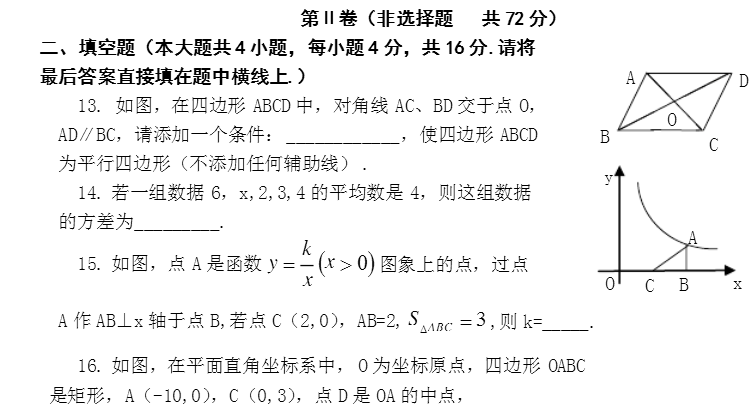 第Ⅱ卷（非选择题 共72分）
二、填空题（本大题共4小题，每小题4分，共16分.请将
最后答案直接填在题中横线上.）
13. 如图，在四边形ABCD中，对角线AC、BD交于点O，
AD∥BC，请添加一个条件：____________，使四边形ABCD
为平行四边形（不添加任何辅助线）.
14. 若一组数据6，x,2,3,4的平均数是4，则这组数据
的方差为_________.
15. 如图，点A是函数 y=k/x (x>0) 图象上的点，过点
A作AB⊥x轴于点B,若点C（2,0），AB=2, S△ABC=3,则k=_____.
16. 如图，在平面直角坐标系中，O为坐标原点，四边形OABC
是矩形，A（-10,0），C（0,3），点D是OA的中点，
A
D
O
B
C
y
A
O
C
B
x